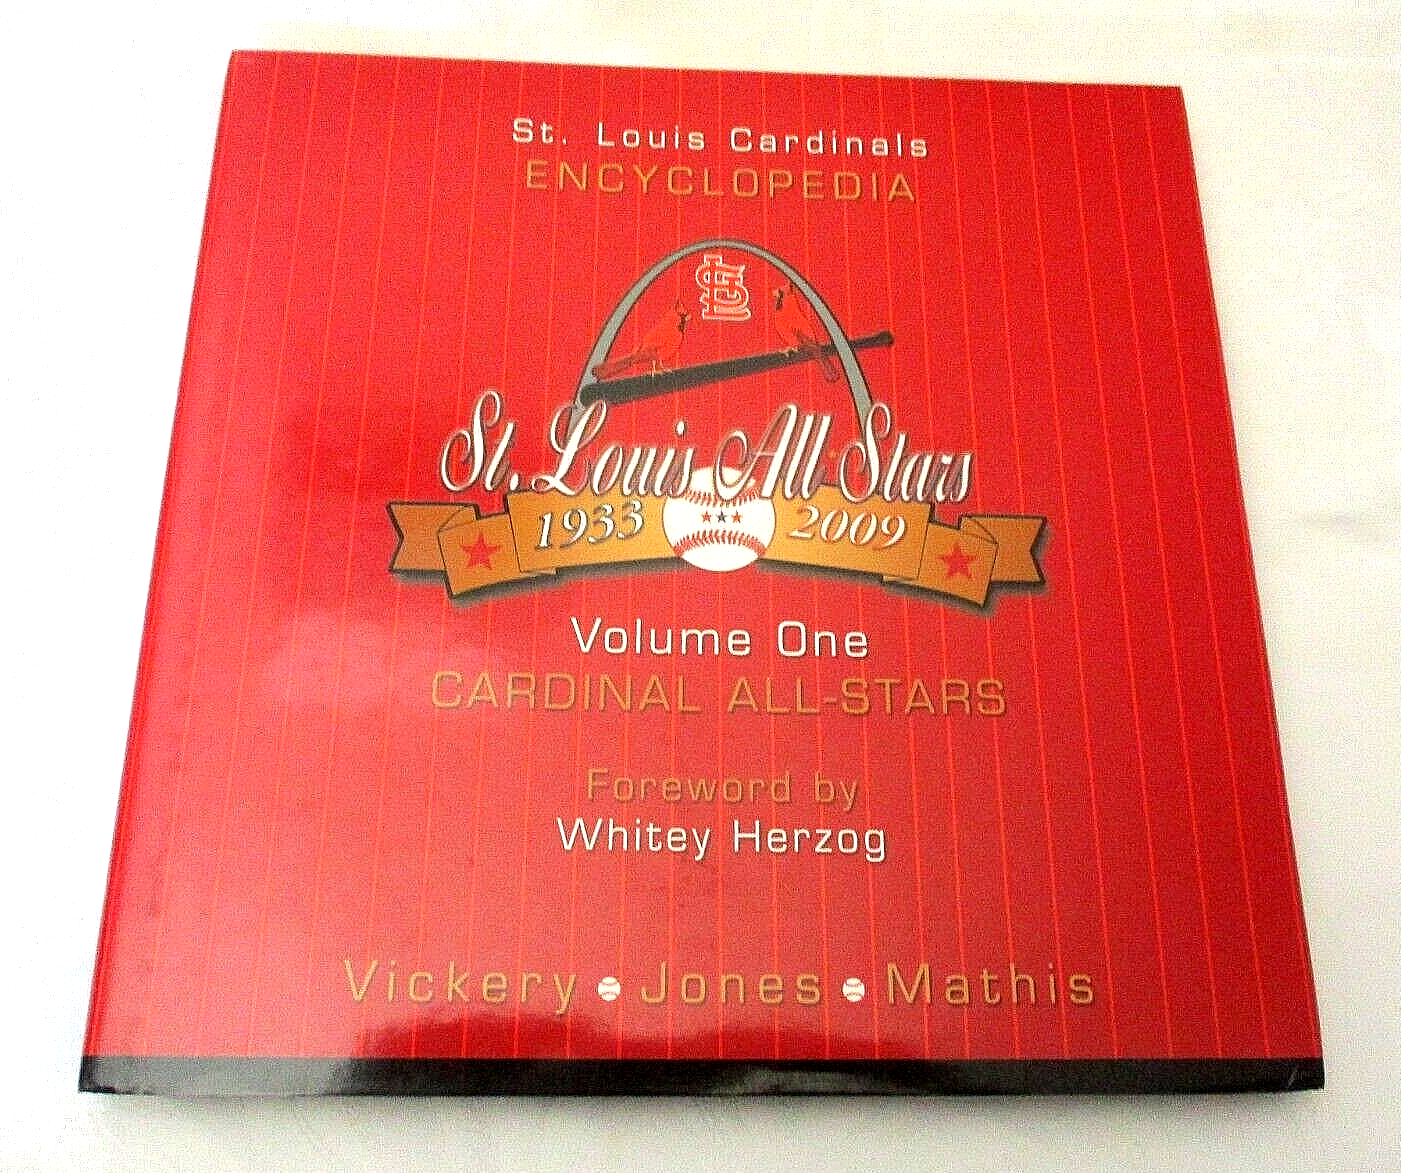 St. Louis Cardinals
ENCYCLOPEDIA
STL
St. Louis All Stars
1933 2009
Volume One
CARDINAL ALL-STARS
Foreword by
Whitey Herzog
Vickery Jones Mathis